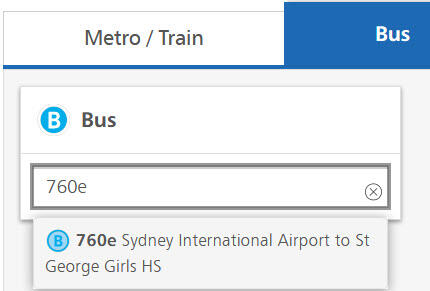 Metro / Train
Bus
B Bus
760e
B 760e Sydney International Airport to St
George Girls HS